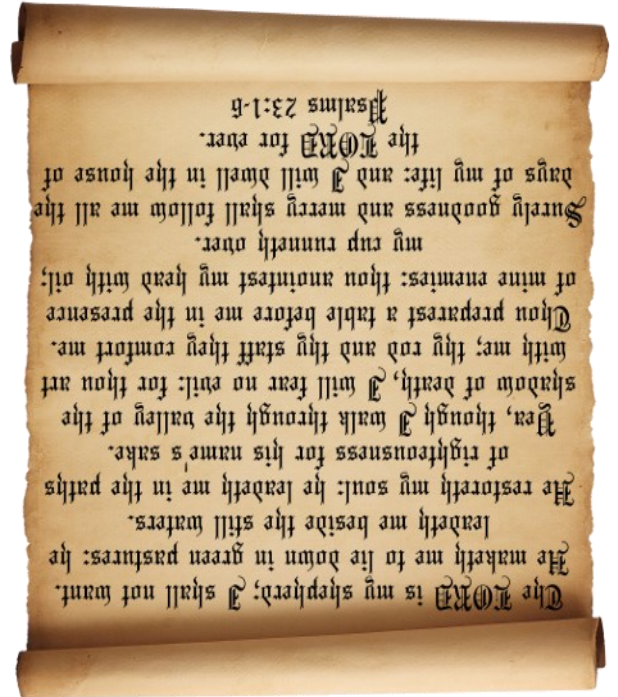 The LORD is my shepherd; I shall not want.
He maketh me to lie down in green pastures: he
leadeth me beside the still waters.
He restoreth my soul: he leadeth me in the paths
of righteousness for his name's sake.
Yea, though I walk through the valley of the
shadow of death, I will fear no evil: for thou art
with me; thy rod and thy staff they comfort me.
Thou preparest a table before me in the presence
of mine enemies: thou anointest my head with oil;
my cup runneth over.
Surely goodness and mercy shall follow me all the
days of my life: and I will dwell in the house of
the LORD for ever.
Psalms 23:1-6